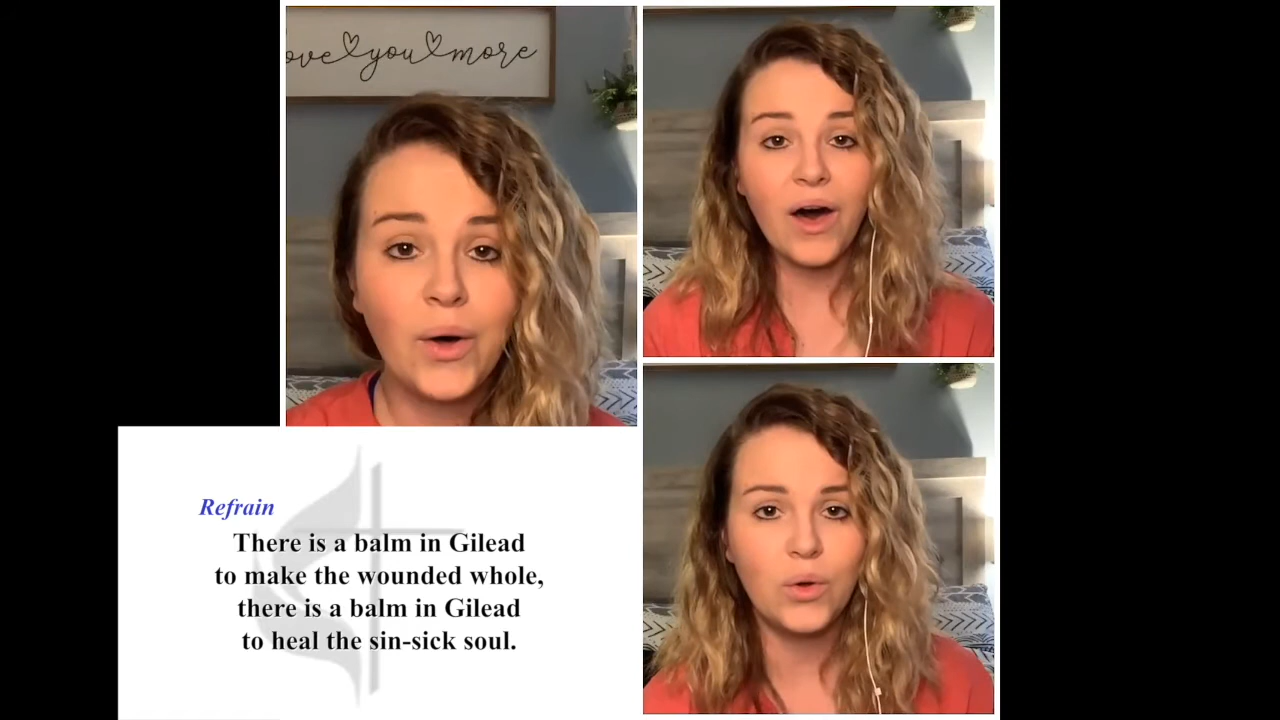 ove you more
Refrain
There is a balm in Gilead
to make the wounded whole,
there is a balm in Gilead
to heal the sin-sick soul.